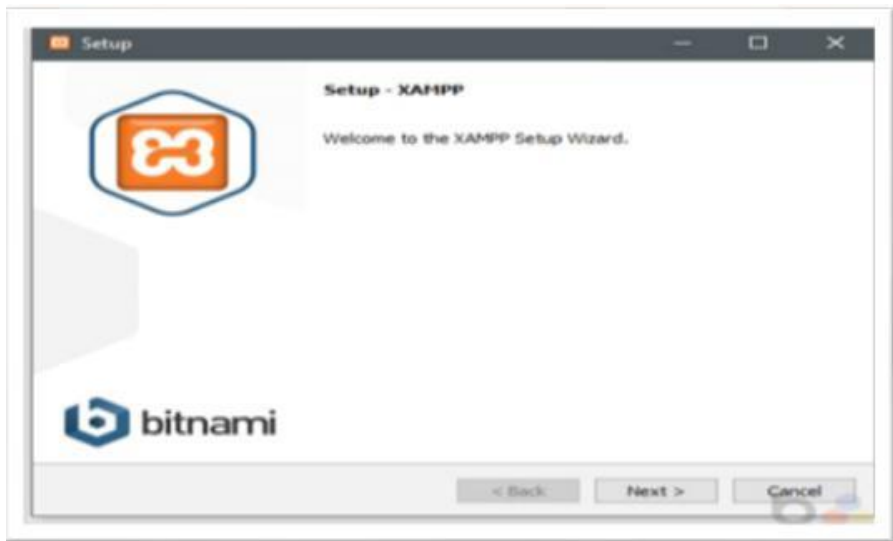 Setup
Setup - XAMPP
Welcome to the XAMPP Setup Wizard.
bitnami
< Back
Next >
Cancel